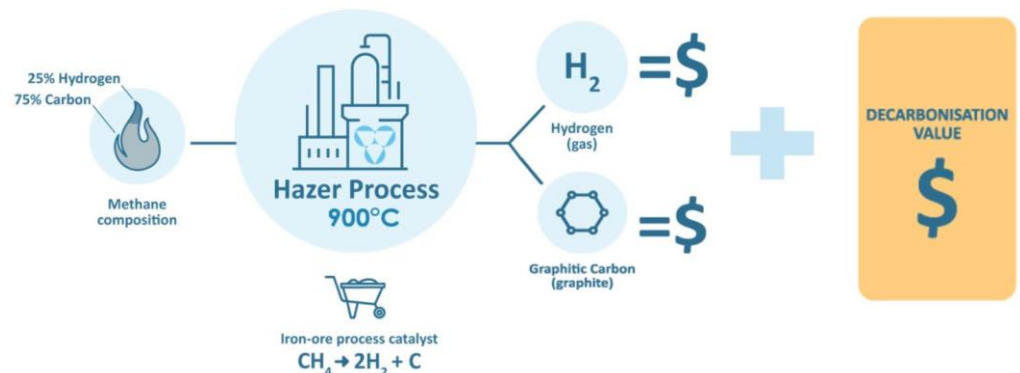 25% Hydrogen
75% Carbon
Methane
composition
Hazer Process
900°C
Iron-ore process catalyst
CH₄ → 2H₂ + C
H₂
=$
Hydrogen
(gas)
=$
Graphitic Carbon
(graphite)
+
DECARBONISATION
VALUE
$